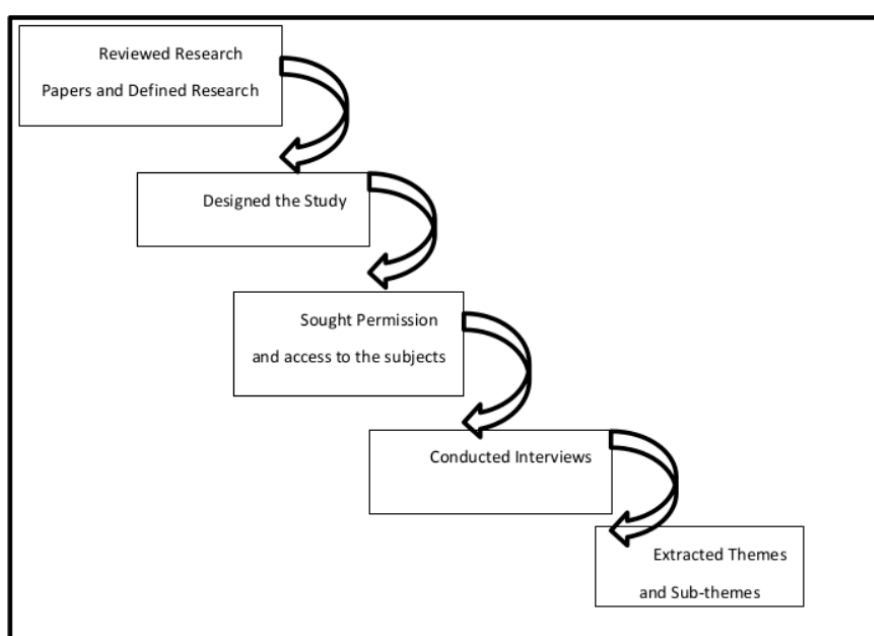 Reviewed Research
Papers and Defined Research
Designed the Study
Sought Permission
and access to the subjects
Conducted Interviews
Extracted Themes
and Sub-themes